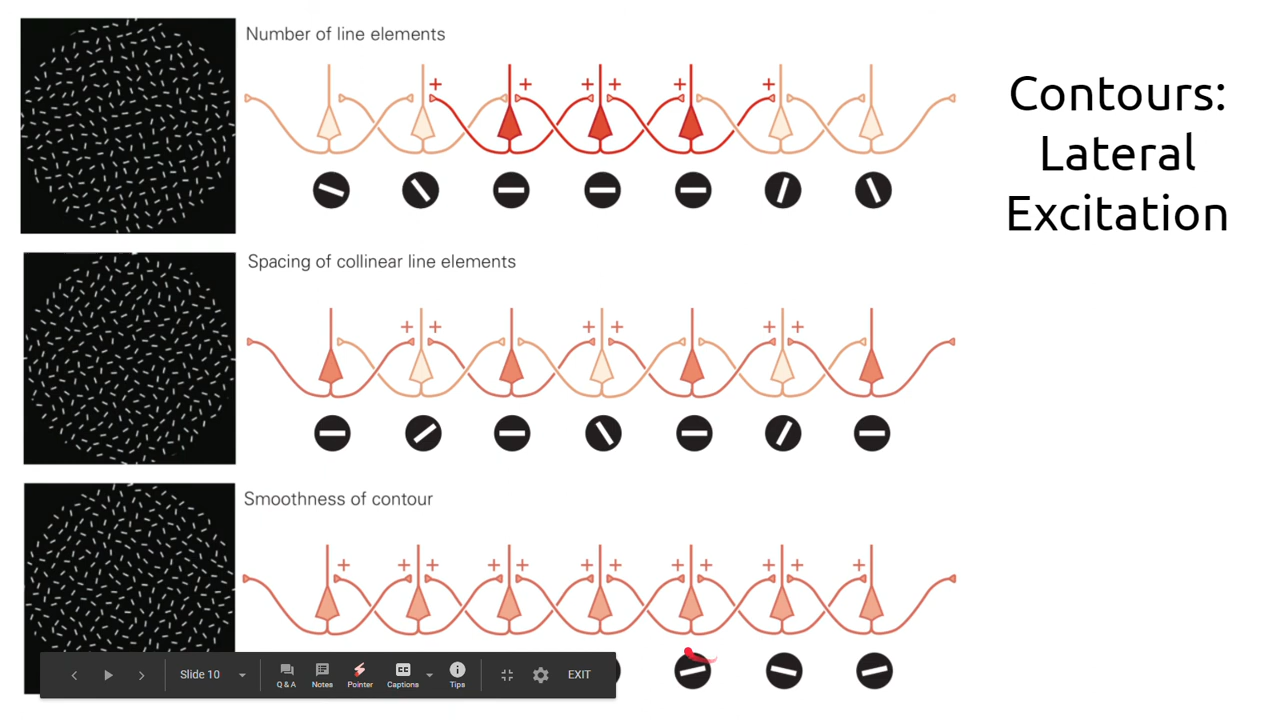 Number of line elements
Contours:
Lateral
Excitation
+ + + + +
Spacing of collinear line elements
+ + + + + +
Smoothness of contour
+ + + + + + + + + + + +
Slide 10
Q & A
Notes
Pointer
CC
Captions
Tips
EXIT